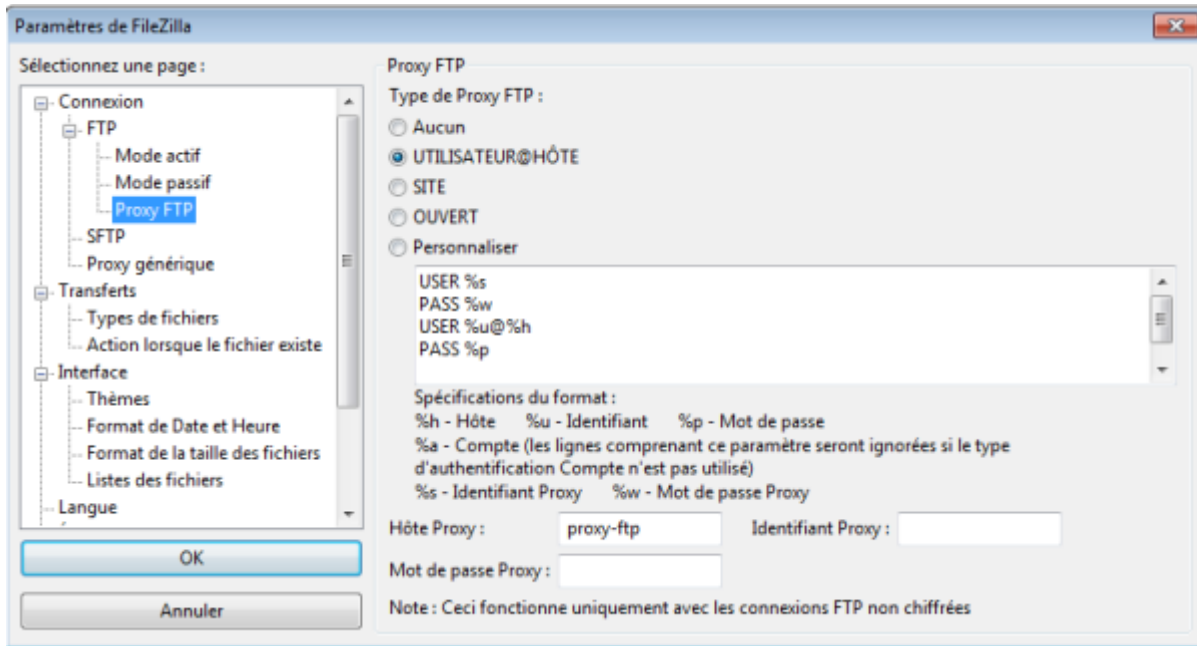 Paramètres de FileZilla
Sélectionnez une page :
Connexion
FTP
Mode actif
Mode passif
Proxy FTP
SFTP
Proxy générique
Transferts
Types de fichiers
Action lorsque le fichier existe
Interface
Thèmes
Format de Date et Heure
Format de la taille des fichiers
Listes des fichiers
Langue
OK
Annuler
Proxy FTP
Type de Proxy FTP :
Aucun
UTILISATEUR@HÔTE
SITE
OUVERT
Personnaliser
USER %s
PASS %w
USER %u@%h
PASS %p
Spécifications du format :
%h - Hôte %u - Identifiant %p - Mot de passe
%a - Compte (les lignes comprenant ce paramètre seront ignorées si le type
d'authentification Compte n'est pas utilisé)
%s - Identifiant Proxy %w - Mot de passe Proxy
Hôte Proxy : proxy-ftp Identifiant Proxy :
Mot de passe Proxy :
Note : Ceci fonctionne uniquement avec les connexions FTP non chiffrées